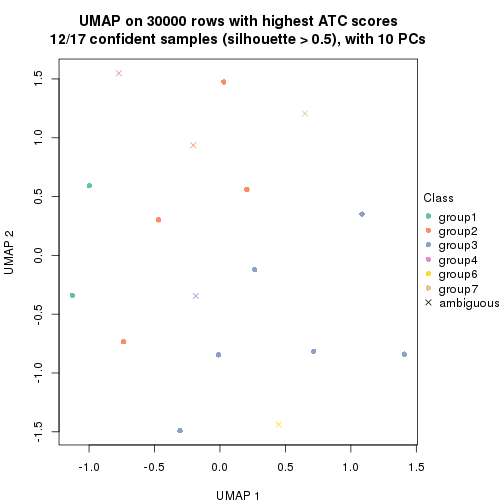 UMAP on 30000 rows with highest ATC scores
12/17 confident samples (silhouette > 0.5), with 10 PCs
1.5
1.0
0.5
0.0
-0.5
-1.0
-1.5
UMAP 2
-1.0 -0.5 0.0 0.5 1.0 1.5
UMAP 1
Class
group1
group2
group3
group4
group6
group7
ambiguous